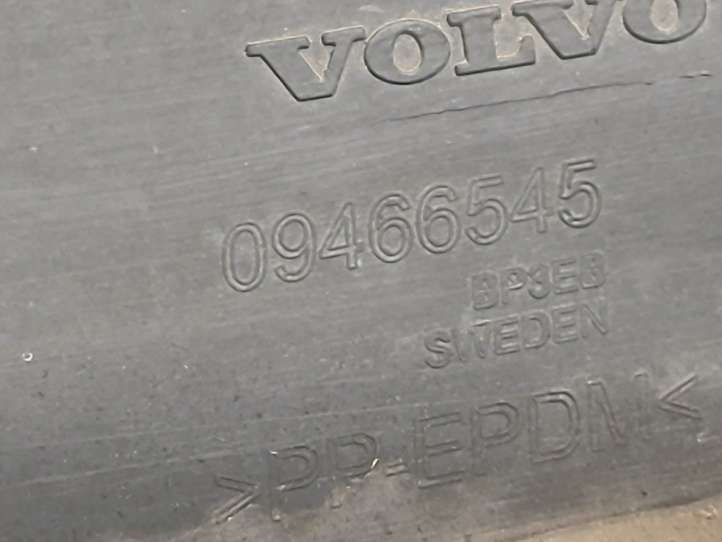 VOLVO
09466545
BP3EB
SWEDEN
>PP-EPDM<